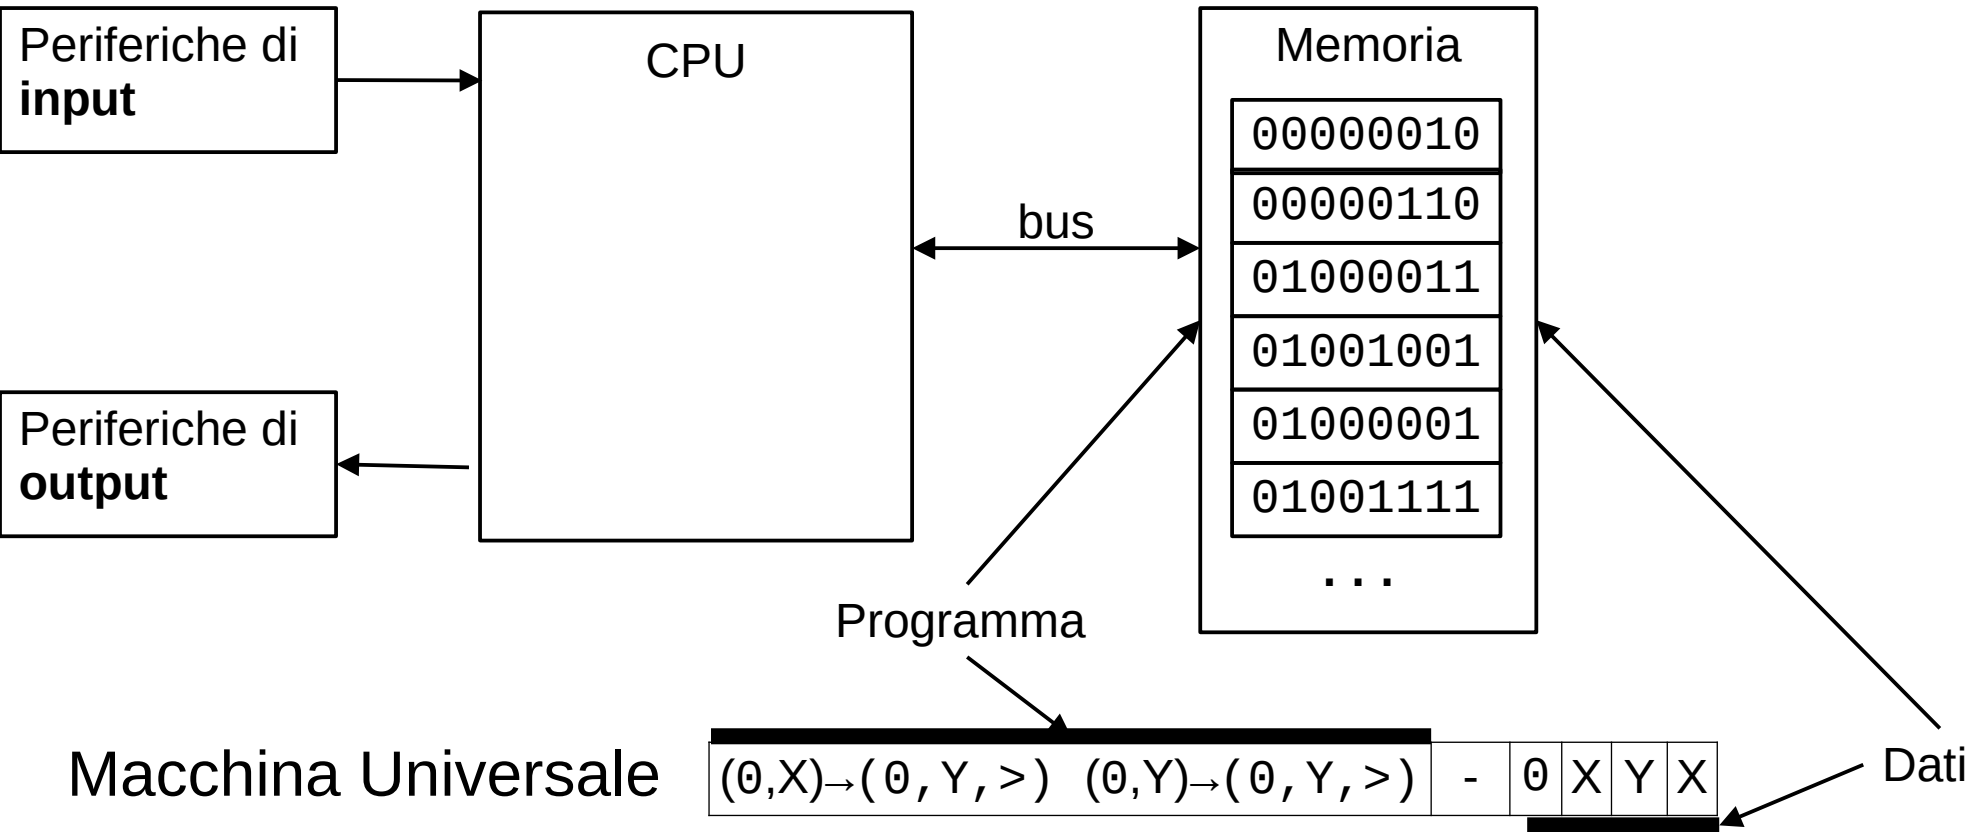 Periferiche di
input
CPU
Memoria
00000010
00000110
01000011
01001001
01000001
01001111
...
bus
Periferiche di
output
Programma
Macchina Universale
(0,X)→(0,Y,>) (0,Y)→(0,Y,>) - 0 X Y X
Dati